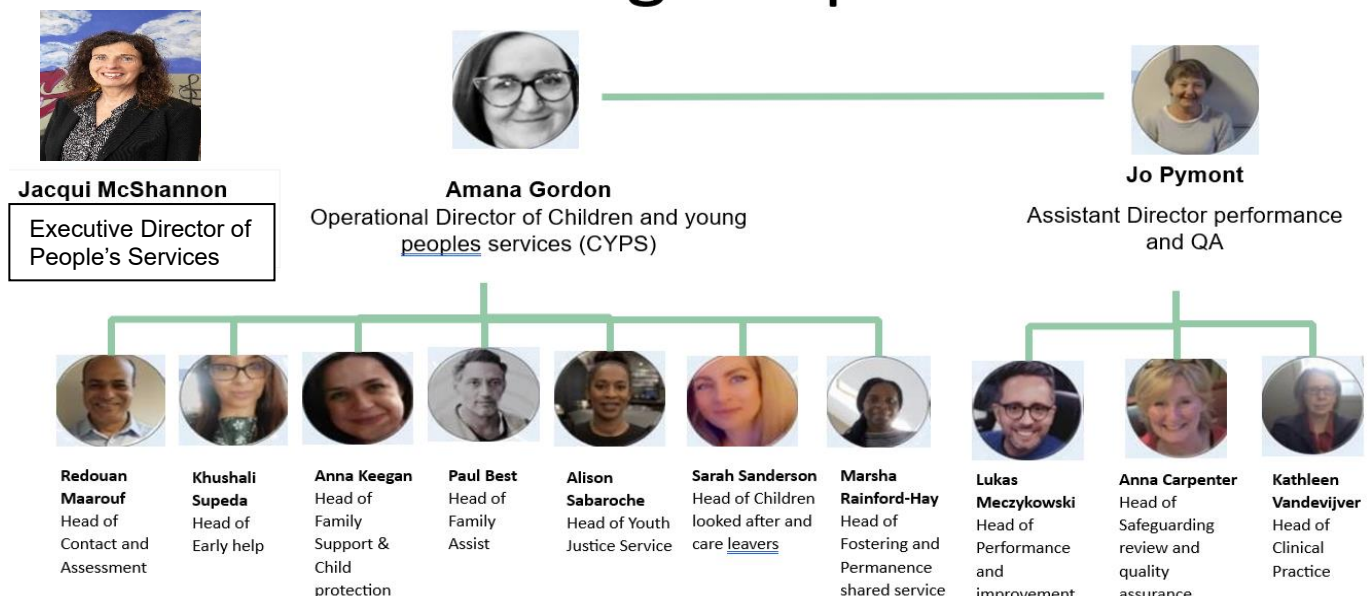 Jacqui McShannon
Executive Director of
People's Services
Amana Gordon
Operational Director of Children and young
peoples services (CYPS)
Jo Pymont
Assistant Director performance
and QA
Redouan
Maarouf
Head of
Contact and
Assessment
Khushali
Supeda
Head of
Early help
Anna Keegan
Head of
Family
Support &
Child
protection
Paul Best
Head of
Family
Assist
Alison
Sabaroche
Head of Youth
Justice Service
Sarah Sanderson
Head of Children
looked after and
care leavers
Marsha
Rainford-Hay
Head of
Fostering and
Permanence
shared service
Lukas
Meczykowski
Head of
Performance
and
improvement
Anna Carpenter
Head of
Safeguarding
review and
quality
assurance
Kathleen
Vandevijver
Head of
Clinical
Practice